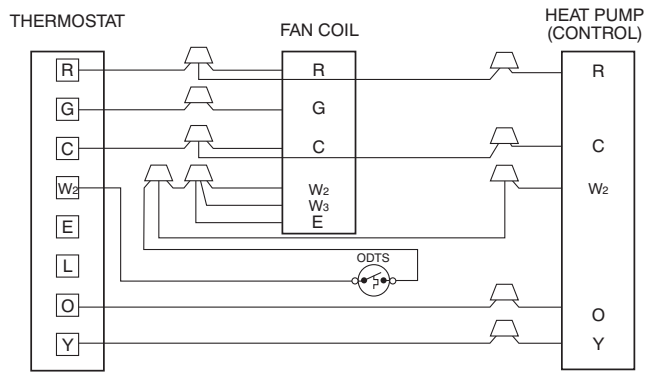 THERMOSTAT
FAN COIL
HEAT PUMP
(CONTROL)
R
G
C
W2
E
L
O
Y
R
G
C
W2
W3
E
ODTS
R
C
W2
O
Y